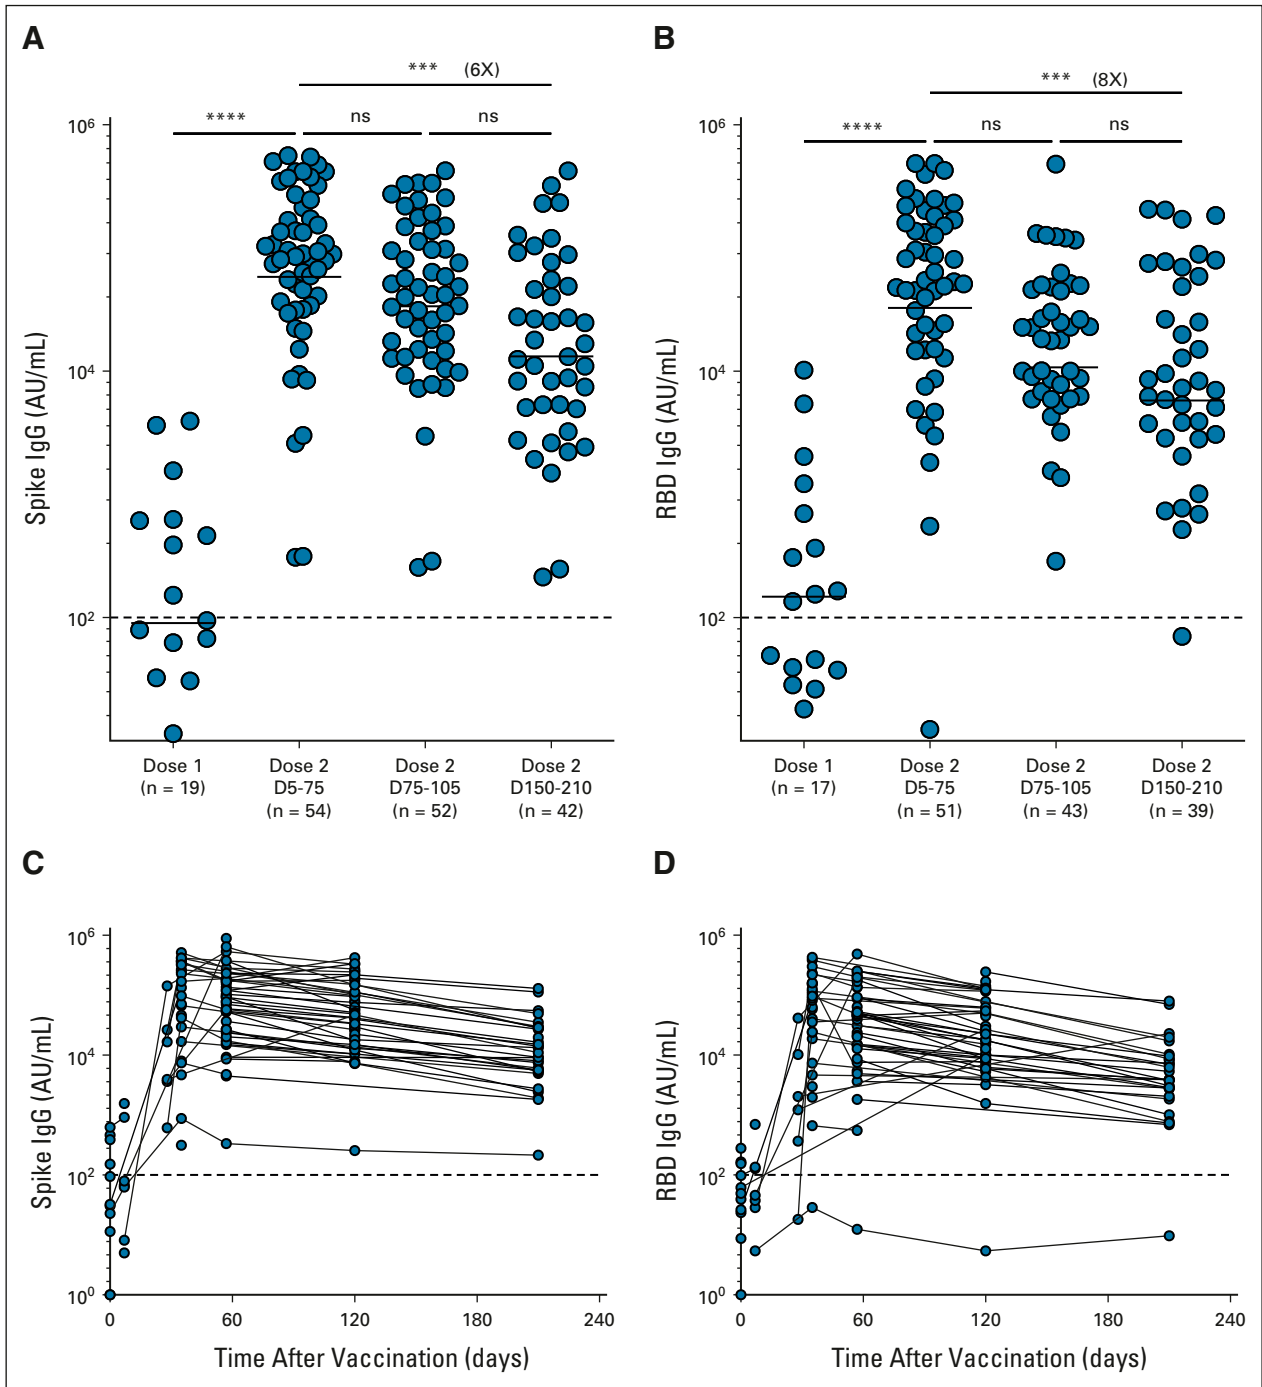 A
*** (6X)
**** ns ns
10^6
10^4
10^2
Spike IgG (AU/mL)
Dose 1 (n = 19)
Dose 2 D5-75 (n = 54)
Dose 2 D75-105 (n = 52)
Dose 2 D150-210 (n = 42)
B
*** (8X)
**** ns ns
10^6
10^4
10^2
RBD IgG (AU/mL)
Dose 1 (n = 17)
Dose 2 D5-75 (n = 51)
Dose 2 D75-105 (n = 43)
Dose 2 D150-210 (n = 39)
C
10^6
10^4
10^2
10^0
Spike IgG (AU/mL)
0 60 120 180 240
Time After Vaccination (days)
D
10^6
10^4
10^2
10^0
RBD IgG (AU/mL)
0 60 120 180 240
Time After Vaccination (days)